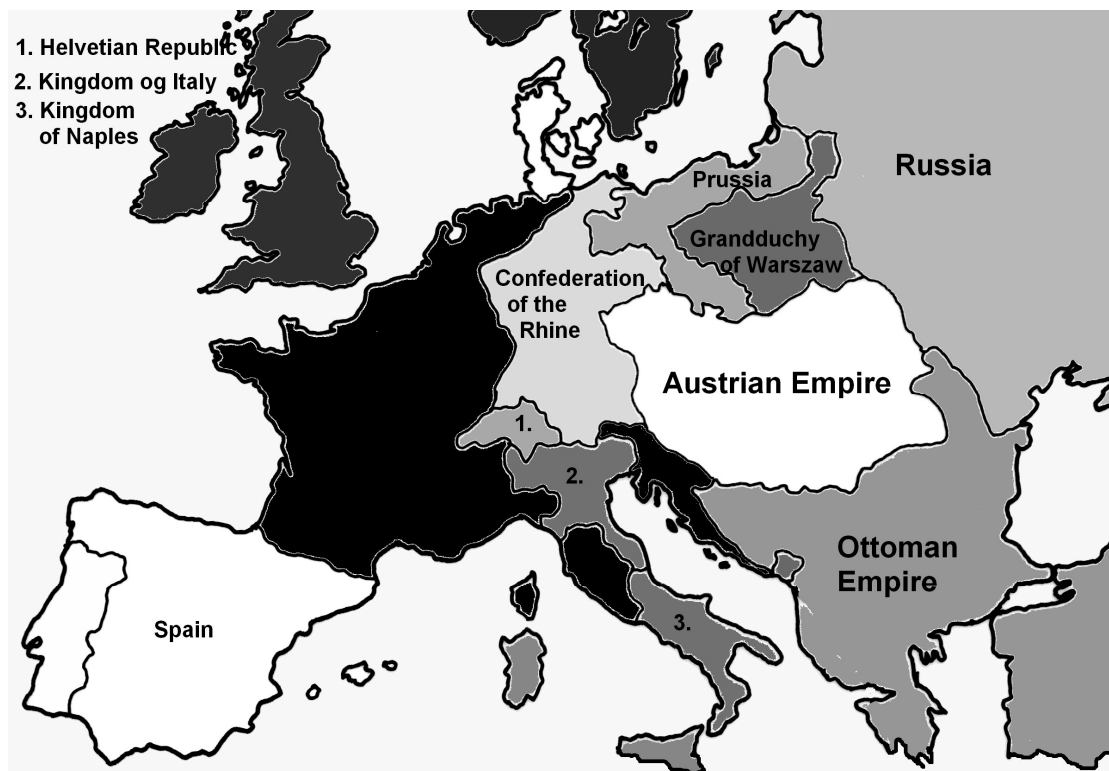 1. Helvetian Republic
2. Kingdom og Italy
3. Kingdom
of Naples
Russia
Prussia
Grandduchy
of Warszaw
Confederation
of the
Rhine
Austrian Empire
1.
2.
Ottoman
Empire
3.
Spain